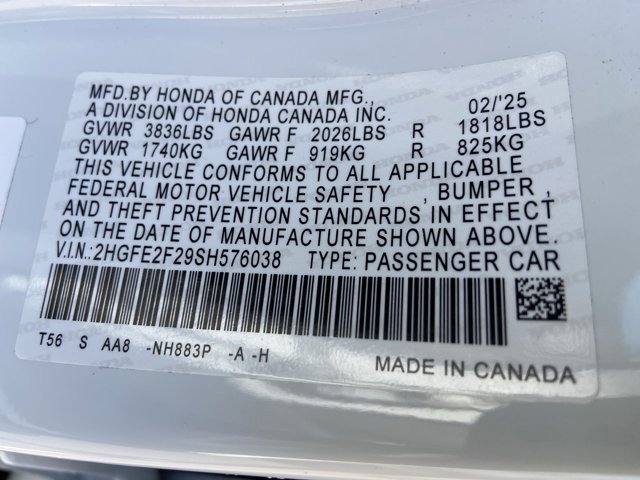 MFD.BY HONDA OF CANADA MFG.,
A DIVISION OF HONDA CANADA INC. 02/'25
GVWR 3836LBS GAWR F 2026LBS R 1818LBS
GVWR 1740KG GAWR F 919KG R 825KG
THIS VEHICLE CONFORMS TO ALL APPLICABLE
FEDERAL MOTOR VEHICLE SAFETY , BUMPER ,
AND THEFT PREVENTION STANDARDS IN EFFECT
ON THE DATE OF MANUFACTURE SHOWN ABOVE.
V.I.N.:2HGFE2F29SH576038 TYPE: PASSENGER CAR
T56 S AA8 -NH883P -A -H
MADE IN CANADA